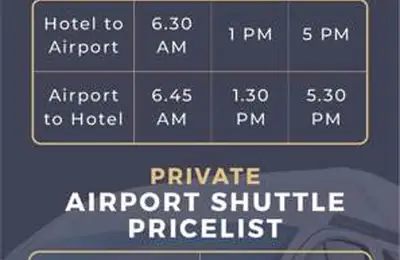 Hotel to Airport 6.30 AM 1 PM 5 PM
Airport to Hotel 6.45 AM 1.30 PM 5.30 PM
PRIVATE
AIRPORT SHUTTLE
PRICELIST